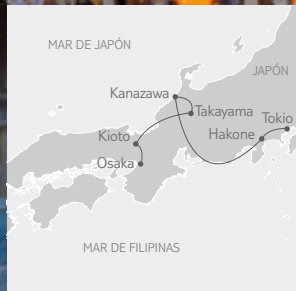 MAR DE JAPÓN
JAPÓN
Kanazawa
Takayama
Tokio
Kioto
Hakone
Osaka
MAR DE FILIPINAS